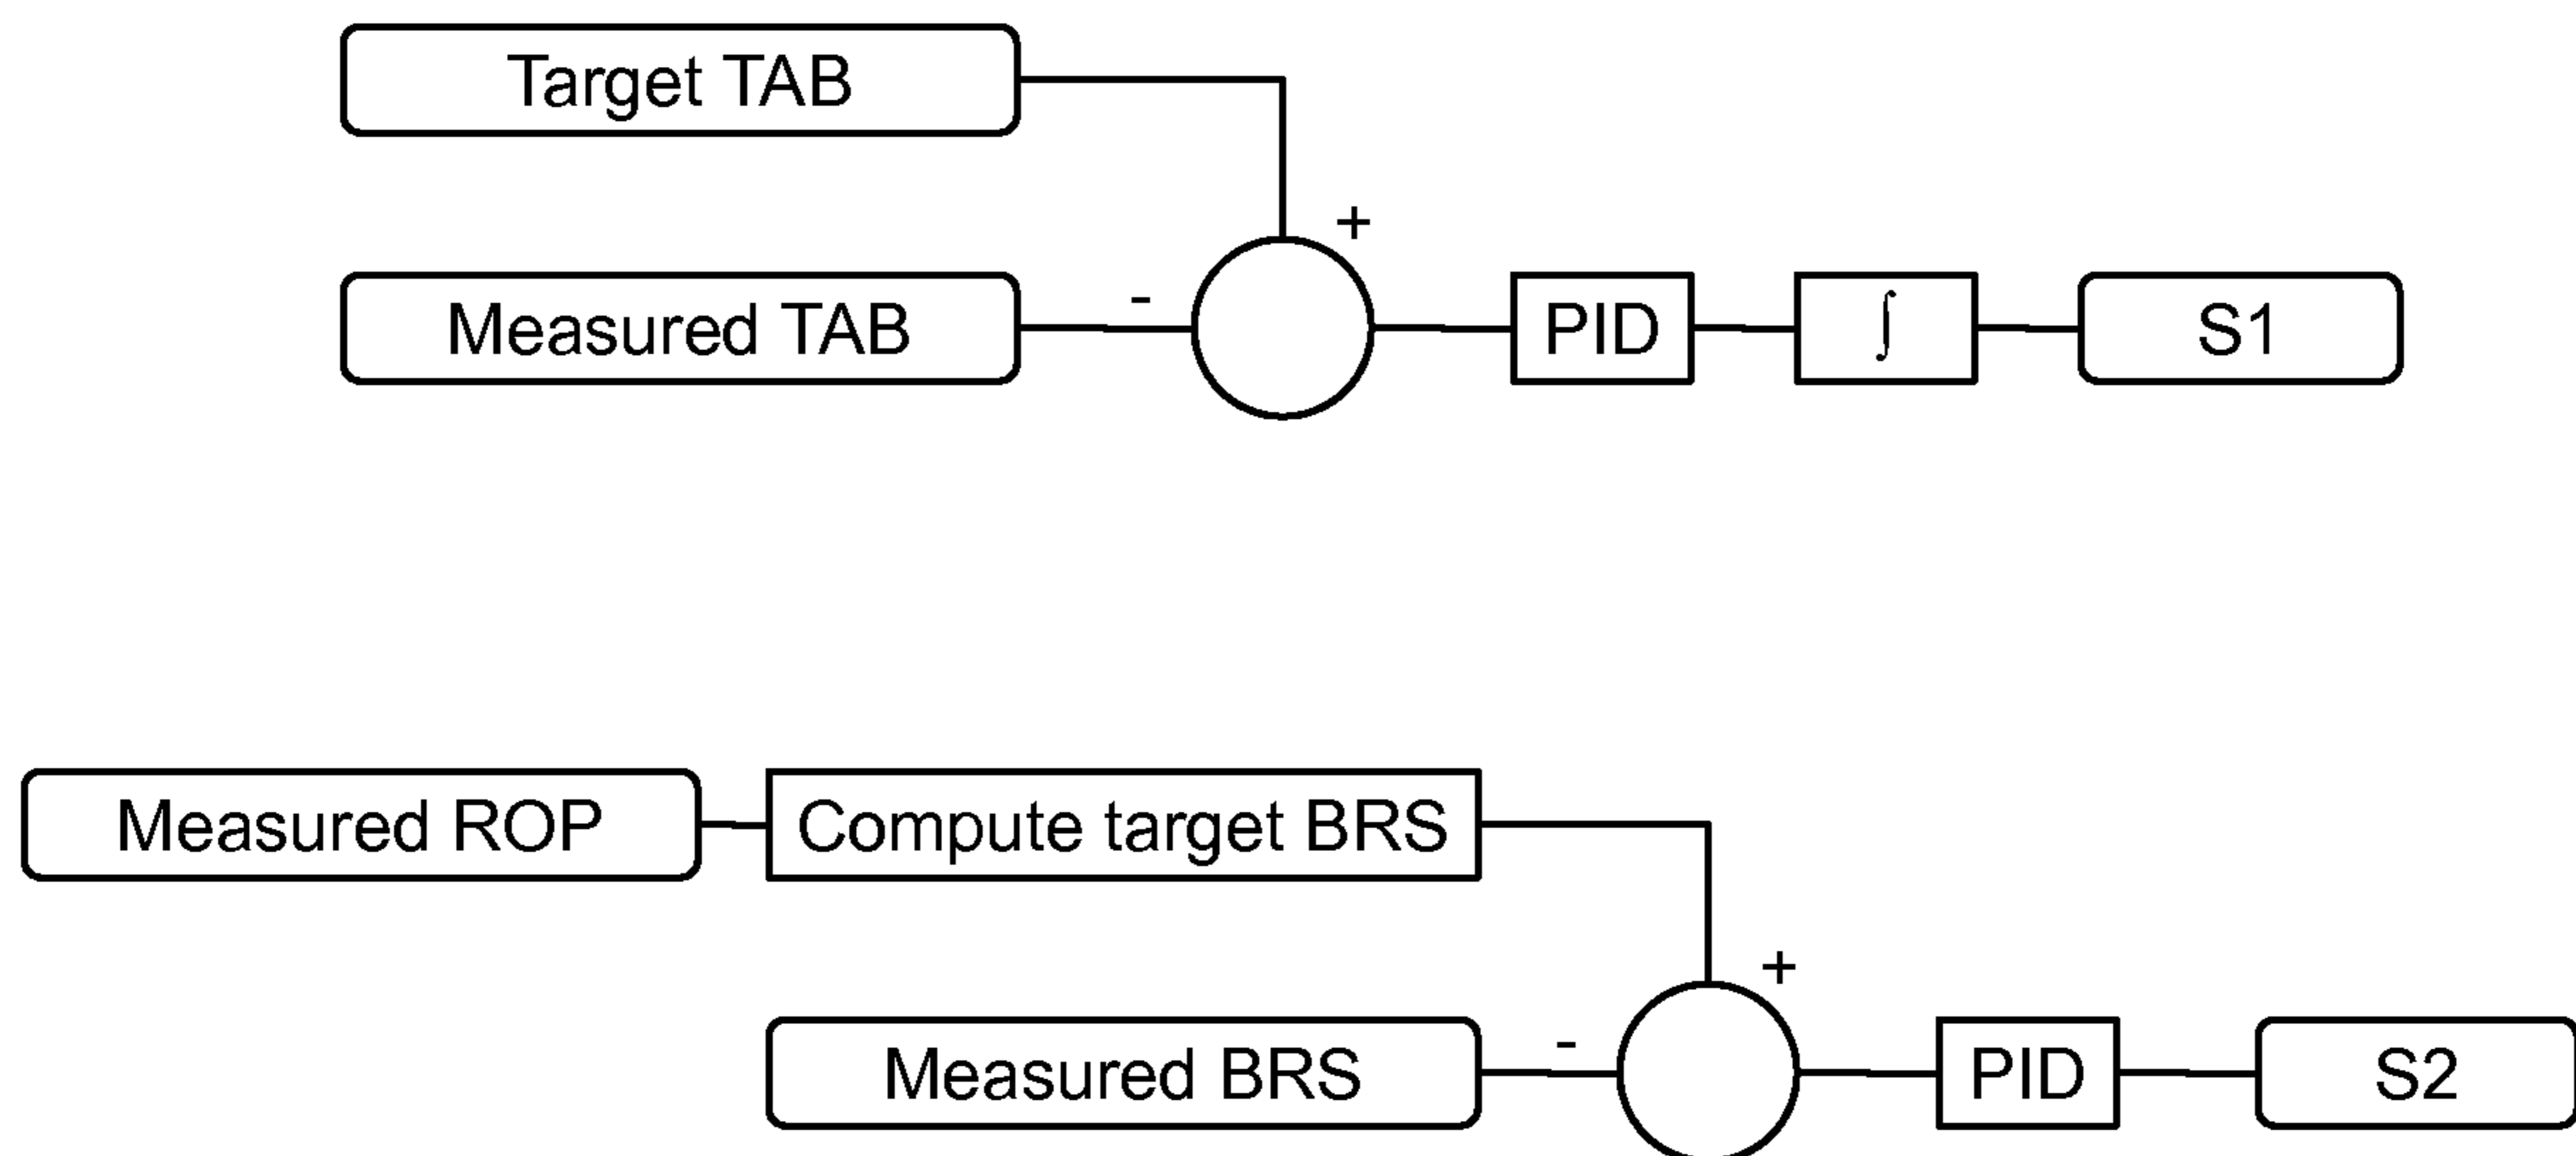 Target TAB
+
Measured TAB
-
PID
∫
S1
Measured ROP
Compute target BRS
+
Measured BRS
-
PID
S2